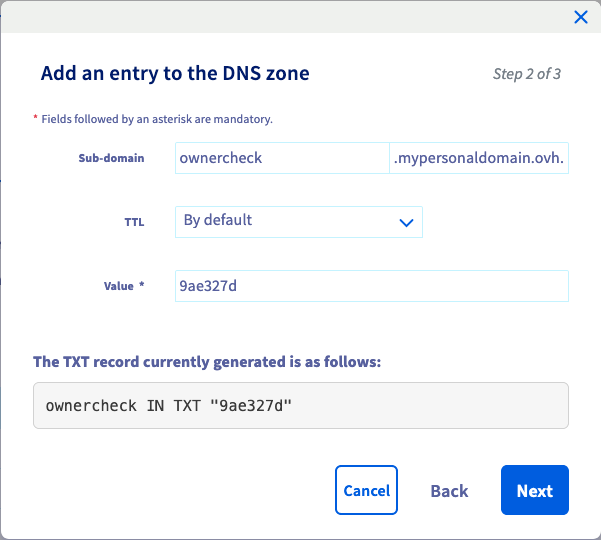 Add an entry to the DNS zone
Step 2 of 3
* Fields followed by an asterisk are mandatory.
Sub-domain ownercheck .mypersonaldomain.ovh.
TTL By default
Value * 9ae327d
The TXT record currently generated is as follows:
ownercheck IN TXT "9ae327d"
Cancel Back Next